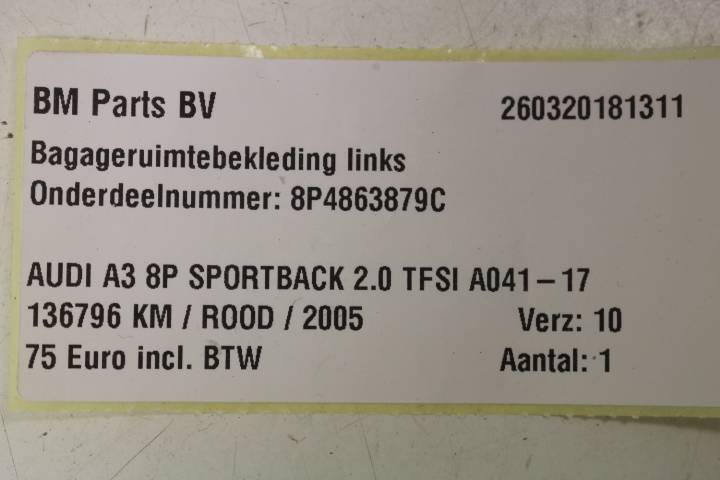 BM Parts BV 260320181311
Bagageruimtebekleding links
Onderdeelnummer: 8P4863879C
AUDI A3 8P SPORTBACK 2.0 TFSI A041-17
136796 KM / ROOD / 2005 Verz: 10
75 Euro incl. BTW Aantal: 1